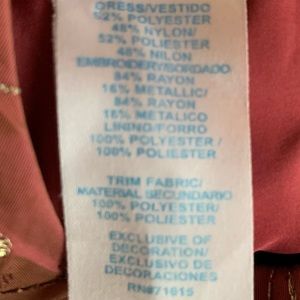 DRESS/VESTIDO
52% POLYESTER
48% NYLON/
52% POLIESTER
48% NILON
EMBROIDERY/BORDADO
84% RAYON
16% METALLIC/
84% RAYON
16% METALICO
LINING/FORRO
100% POLYESTER/
100% POLIESTER
TRIM FABRIC/
MATERIAL SECUNDARIO
100% POLYESTER/
100% POLIESTER
EXCLUSIVE OF
DECORATION/
EXCLUSIVO DE
DECORACIONES
RN#71615